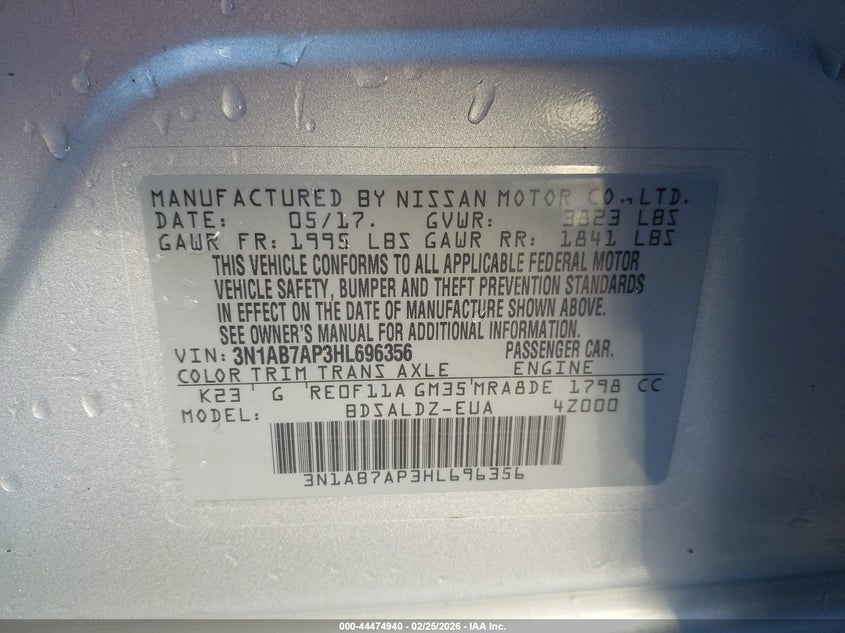 MANUFACTURED BY NISSAN MOTOR CO., LTD.
DATE: 05/17. GVWR: 3823 LBS
GAWR FR: 1995 LBS GAWR RR: 1841 LBS
THIS VEHICLE CONFORMS TO ALL APPLICABLE FEDERAL MOTOR
VEHICLE SAFETY, BUMPER AND THEFT PREVENTION STANDARDS
IN EFFECT ON THE DATE OF MANUFACTURE SHOWN ABOVE.
SEE OWNER'S MANUAL FOR ADDITIONAL INFORMATION.
VIN: 3N1AB7AP3HL696356 PASSENGER CAR.
COLOR TRIM TRANS AXLE ENGINE
K23 G RE0F11A GM35 MRA8DE 1798 CC
MODEL: BDSALDZ-EUA 4Z000
3N1AB7AP3HL696356
000-44474940 - 02/25/2026 - IAA Inc.